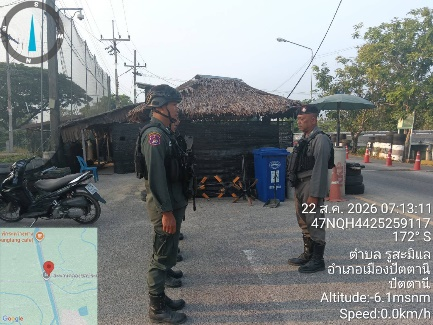 22 ส.ค. 2026 07:13:11
47NQH4425259117
172° S
ตำบล รูสะมิแล
อำเภอเมืองปัตตานี
ปัตตานี
Altitude:-6.1msnm
Speed:0.0km/h
Google